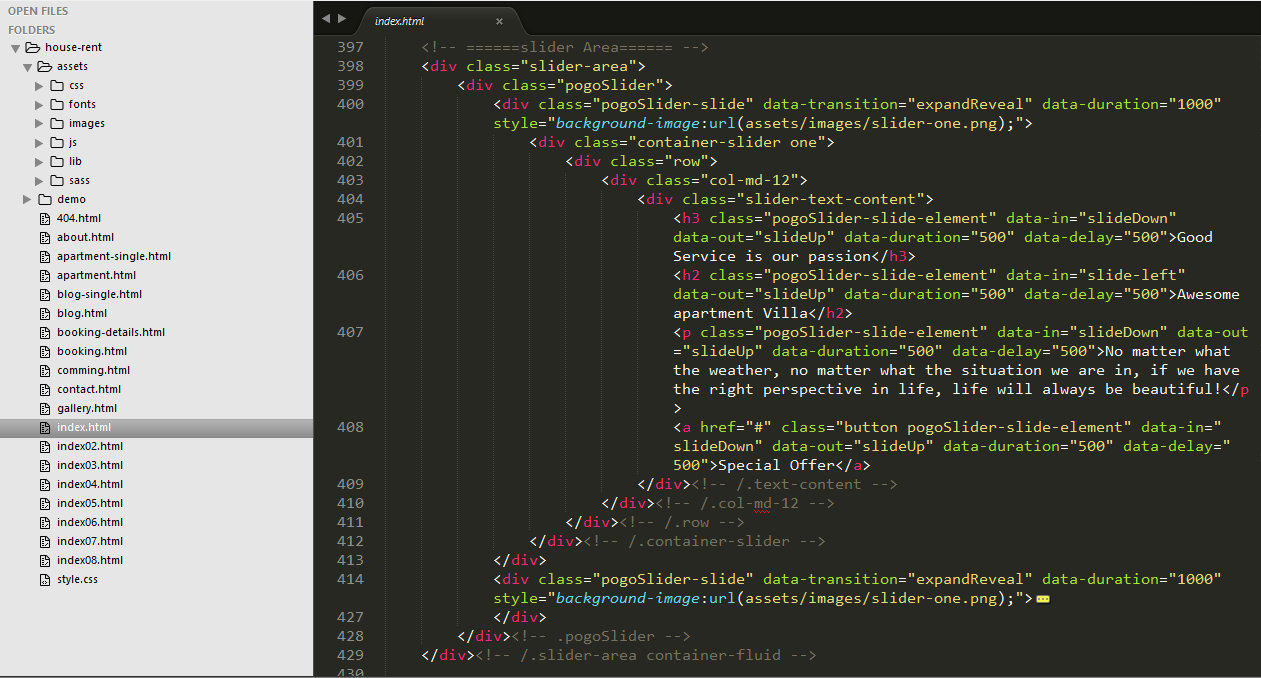 OPEN FILES
FOLDERS
house-rent
assets
css
fonts
images
js
lib
sass
demo
404.html
about.html
apartment-single.html
apartment.html
blog-single.html
blog.html
booking-details.html
booking.html
comming.html
contact.html
gallery.html
index.html
index02.html
index03.html
index04.html
index05.html
index06.html
index07.html
index08.html
style.css
index.html ×
397 <!-- ======slider Area====== -->
398 <div class="slider-area">
399 <div class="pogoSlider">
400 <div class="pogoSlider-slide" data-transition="expandReveal" data-duration="1000"
style="background-image:url(assets/images/slider-one.png);">
401 <div class="container-slider one">
402 <div class="row">
403 <div class="col-md-12">
404 <div class="slider-text-content">
405 <h3 class="pogoSlider-slide-element" data-in="slideDown"
data-out="slideUp" data-duration="500" data-delay="500">Good
Service is our passion</h3>
406 <h2 class="pogoSlider-slide-element" data-in="slide-left"
data-out="slideUp" data-duration="500" data-delay="500">Awesome
apartment Villa</h2>
407 <p class="pogoSlider-slide-element" data-in="slideDown" data-out
="slideUp" data-duration="500" data-delay="500">No matter what
the weather, no matter what the situation we are in, if we have
the right perspective in life, life will always be beautiful!</p
>
408 <a href="#" class="button pogoSlider-slide-element" data-in="
slideDown" data-out="slideUp" data-duration="500" data-delay="
500">Special Offer</a>
409 </div><!-- /.text-content -->
410 </div><!-- /.col-md-12 -->
411 </div><!-- /.row -->
412 </div><!-- /.container-slider -->
413 </div>
414 <div class="pogoSlider-slide" data-transition="expandReveal" data-duration="1000"
style="background-image:url(assets/images/slider-one.png);">
427 </div>
428 </div><!-- .pogoSlider -->
429 </div><!-- /.slider-area container-fluid -->
430